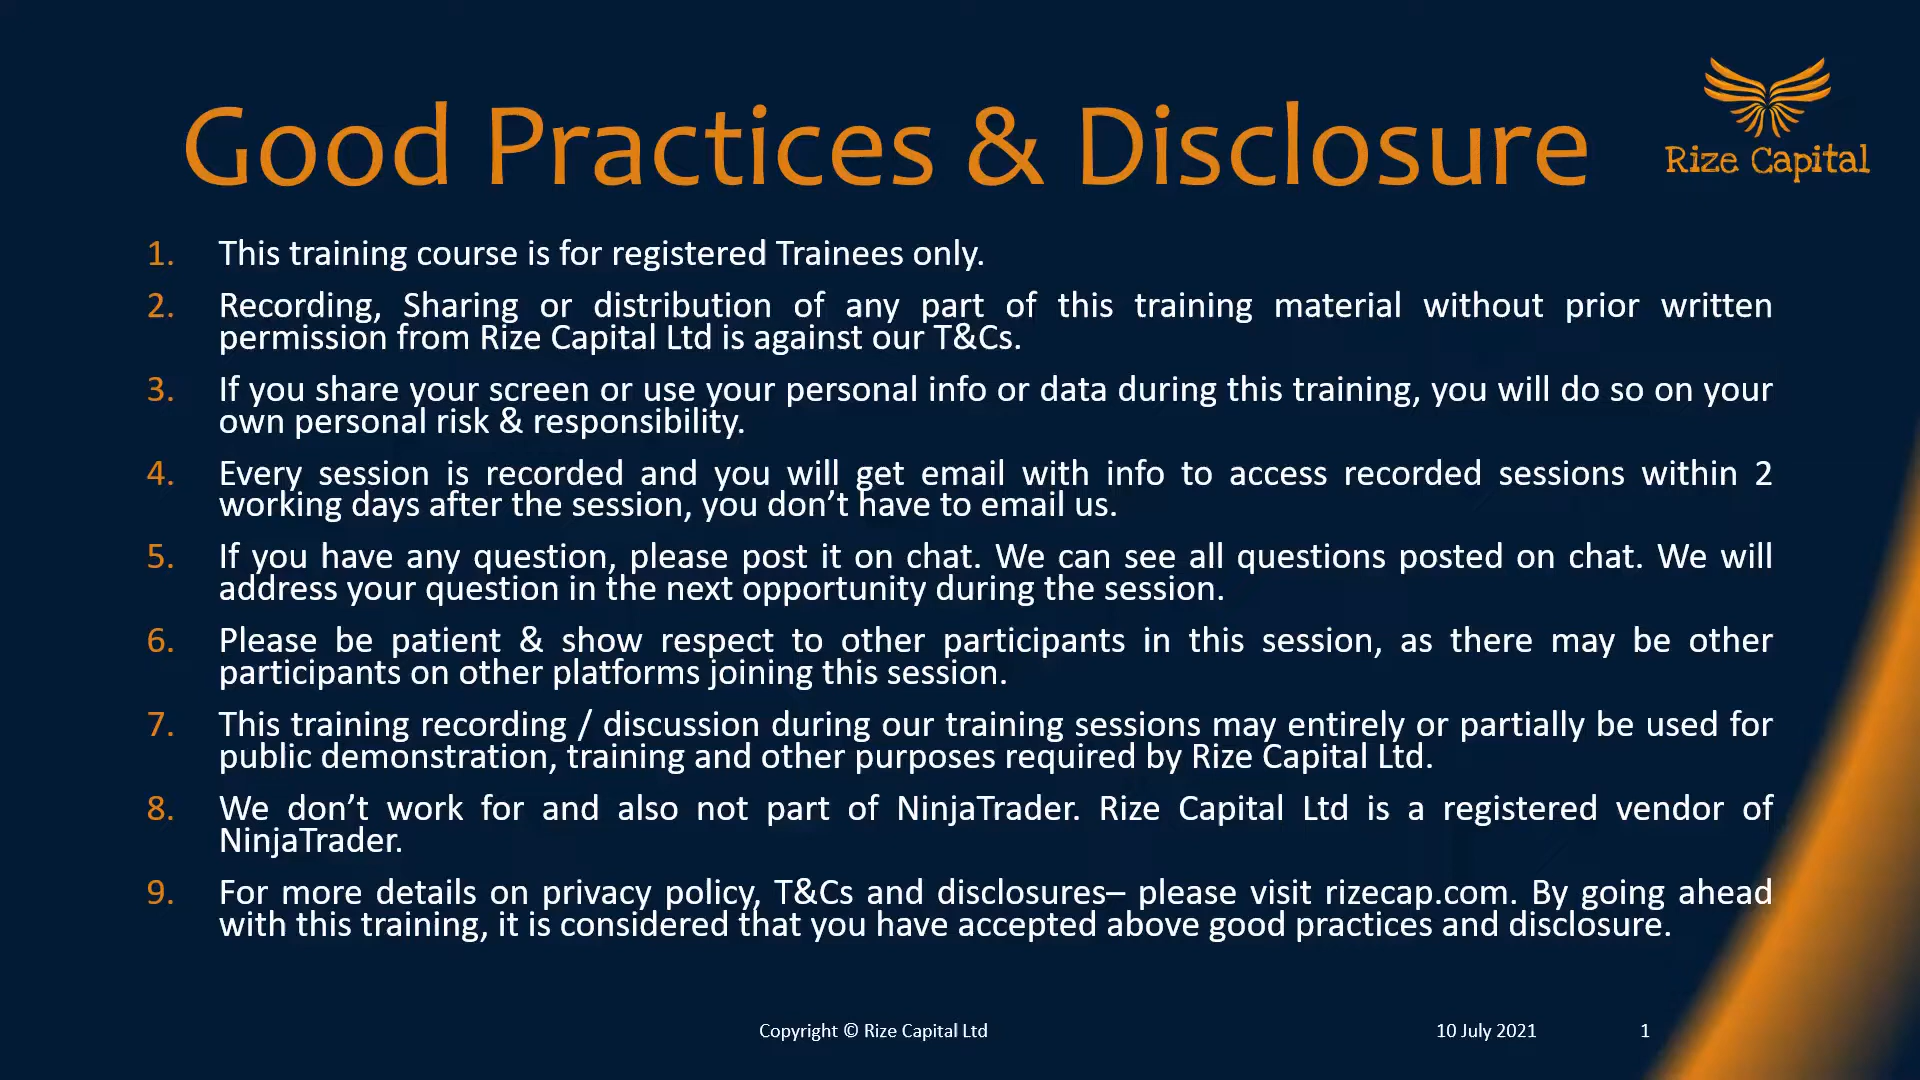 Good Practices & Disclosure
Rize Capital
1. This training course is for registered Trainees only.
2. Recording, Sharing or distribution of any part of this training material without prior written
permission from Rize Capital Ltd is against our T&Cs.
3. If you share your screen or use your personal info or data during this training, you will do so on your
own personal risk & responsibility.
4. Every session is recorded and you will get email with info to access recorded sessions within 2
working days after the session, you don’t have to email us.
5. If you have any question, please post it on chat. We can see all questions posted on chat. We will
address your question in the next opportunity during the session.
6. Please be patient & show respect to other participants in this session, as there may be other
participants on other platforms joining this session.
7. This training recording / discussion during our training sessions may entirely or partially be used for
public demonstration, training and other purposes required by Rize Capital Ltd.
8. We don’t work for and also not part of NinjaTrader. Rize Capital Ltd is a registered vendor of
NinjaTrader.
9. For more details on privacy policy, T&Cs and disclosures– please visit rizecap.com. By going ahead
with this training, it is considered that you have accepted above good practices and disclosure.
Copyright © Rize Capital Ltd
10 July 2021
1